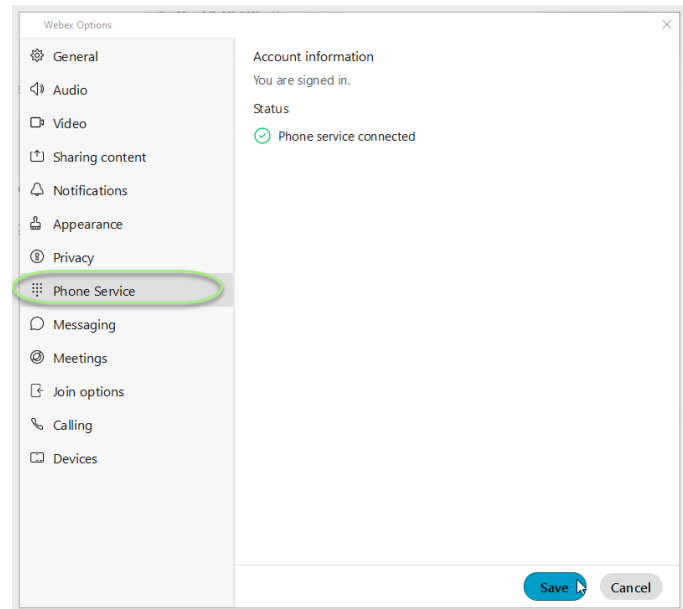 Webex Options
General
Audio
Video
Sharing content
Notifications
Appearance
Privacy
Phone Service
Messaging
Meetings
Join options
Calling
Devices
Account information
You are signed in.
Status
Phone service connected
Save
Cancel